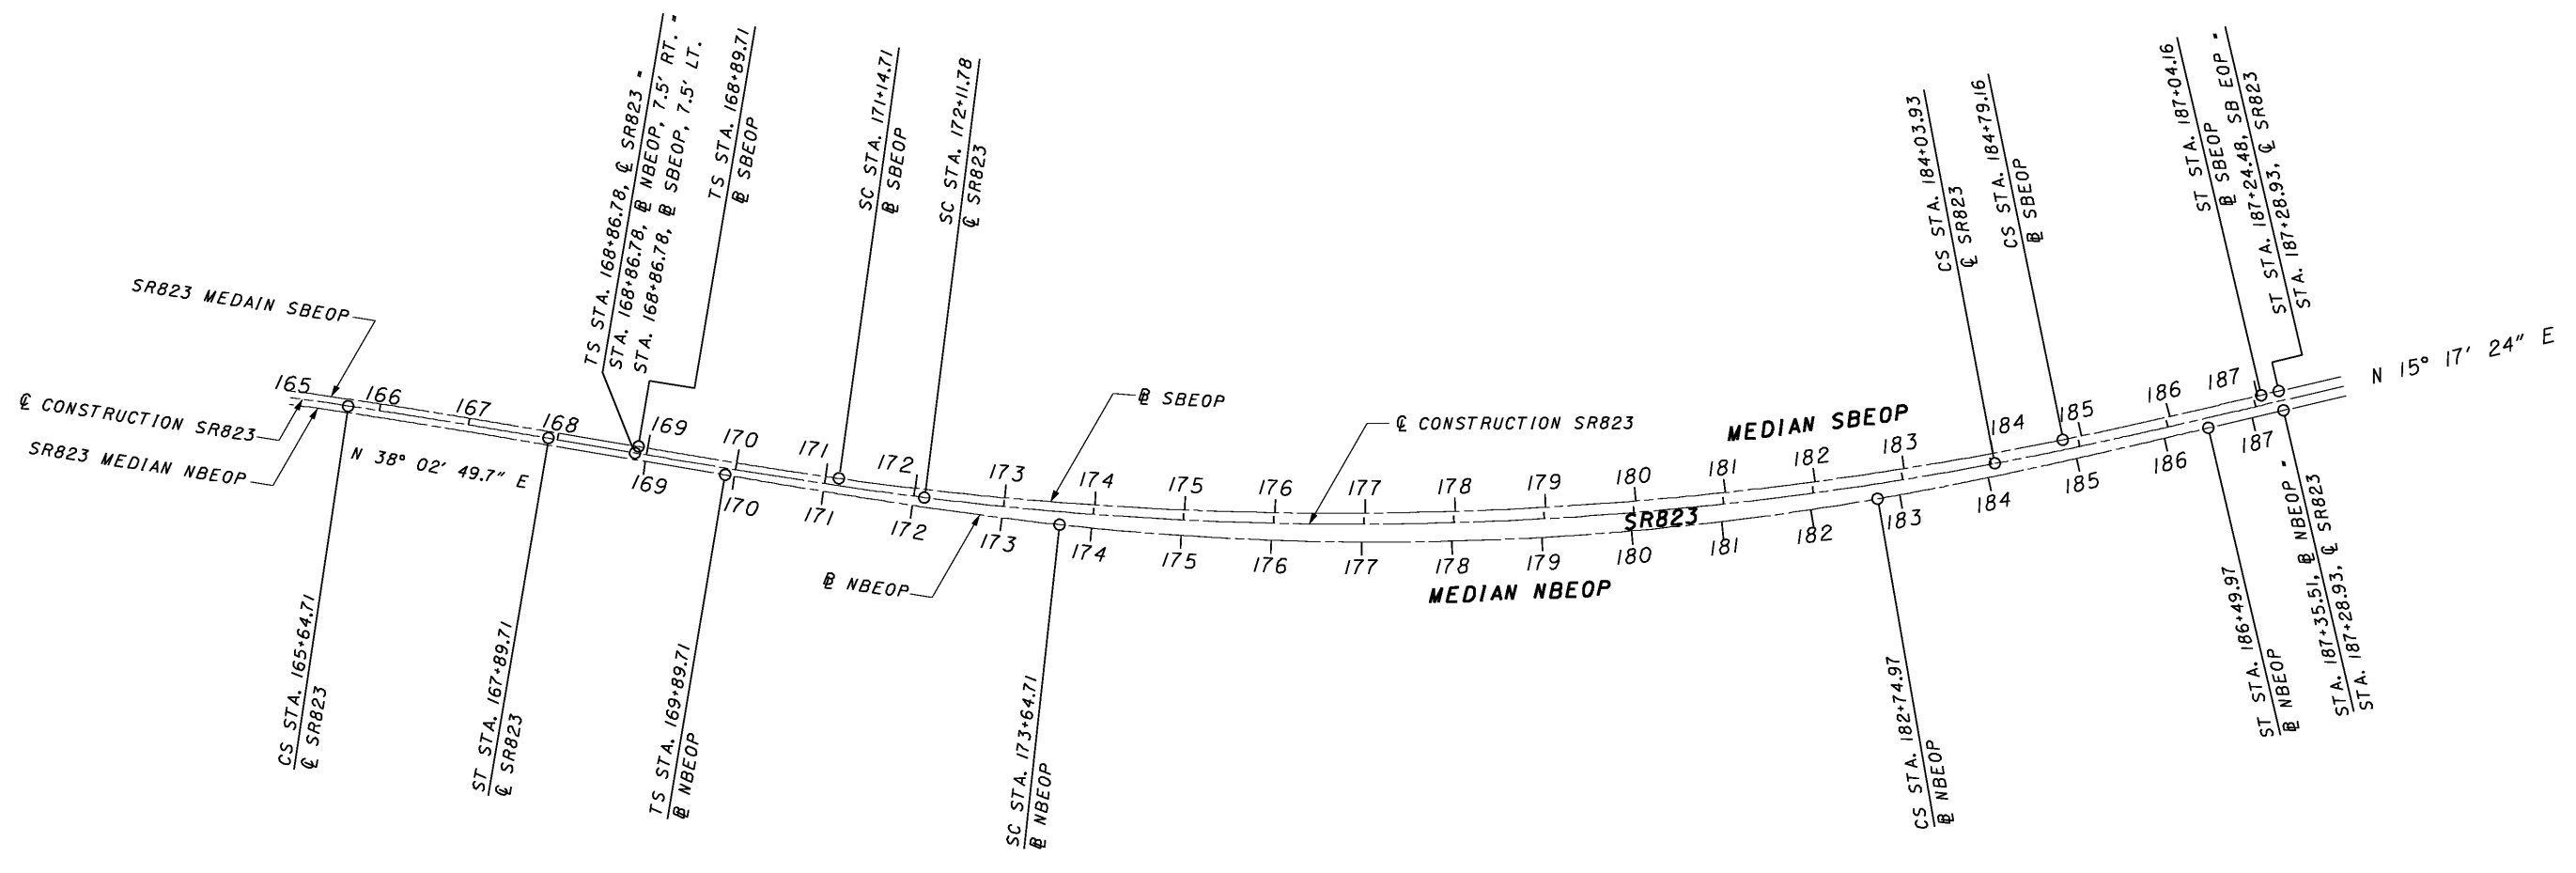 TS STA. 168+86.78, ℄ SR823 =
STA. 168+86.78, ⅊ NBEOP, 7.5' RT. =
STA. 168+86.78, ⅊ SBEOP, 7.5' LT.
TS STA. 168+89.71
⅊ SBEOP
SC STA. 171+14.71
⅊ SBEOP
SC STA. 172+11.78
℄ SR823
CS STA. 184+03.93
℄ SR823
CS STA. 184+79.16
⅊ SBEOP
ST STA. 187+04.16
⅊ SBEOP
ST STA. 187+24.48, SB EOP =
STA. 187+28.93, ℄ SR823
SR823 MEDAIN SBEOP
℄ CONSTRUCTION SR823
SR823 MEDIAN NBEOP
N 38° 02' 49.7" E
165
166
167
168
169
170
171
172
173
174
175
176
177
178
179
180
181
182
183
184
185
186
187
⅊ SBEOP
℄ CONSTRUCTION SR823
MEDIAN SBEOP
N 15° 17' 24" E
SR823
169
170
171
172
173
174
175
176
177
178
179
180
181
182
183
184
185
186
187
⅊ NBEOP
MEDIAN NBEOP
CS STA. 165+64.71
℄ SR823
ST STA. 167+89.71
℄ SR823
TS STA. 169+89.71
⅊ NBEOP
SC STA. 173+64.71
⅊ NBEOP
CS STA. 182+74.97
⅊ NBEOP
ST STA. 186+49.97
⅊ NBEOP
STA. 187+35.51, ⅊ NBEOP =
STA. 187+28.93, ℄ SR823